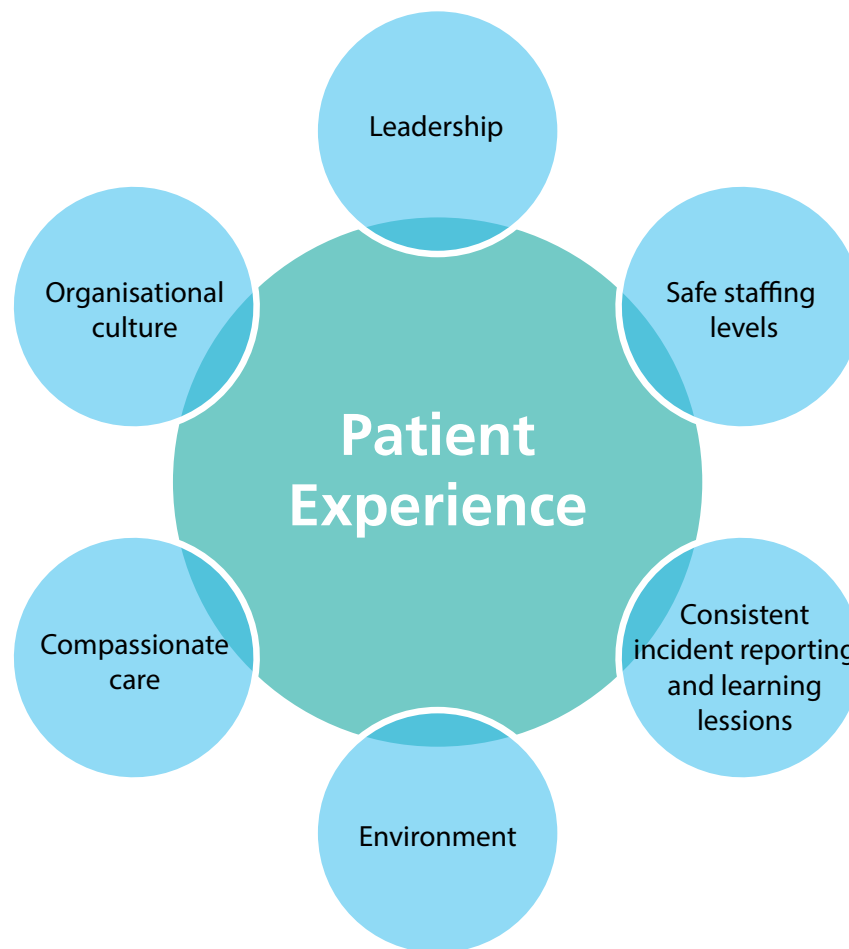 Leadership
Organisational
culture
Safe staffing
levels
Patient
Experience
Compassionate
care
Consistent
incident reporting
and learning
lessions
Environment